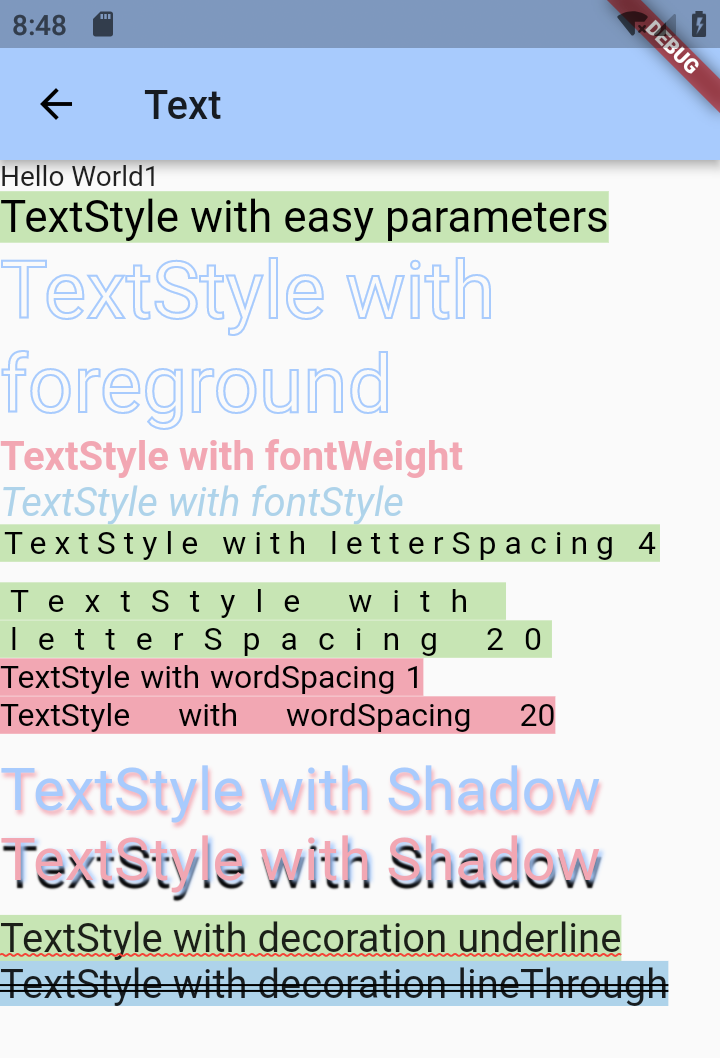 8:48
DEBUG
Text
Hello World1
TextStyle with easy parameters
TextStyle with
foreground
TextStyle with fontWeight
TextStyle with fontStyle
TextStyle with letterSpacing 4
TextStyle with
letterSpacing 20
TextStyle with wordSpacing 1
TextStyle with wordSpacing 20
TextStyle with Shadow
TextStyle with Shadow
TextStyle with decoration underline
TextStyle with decoration lineThrough